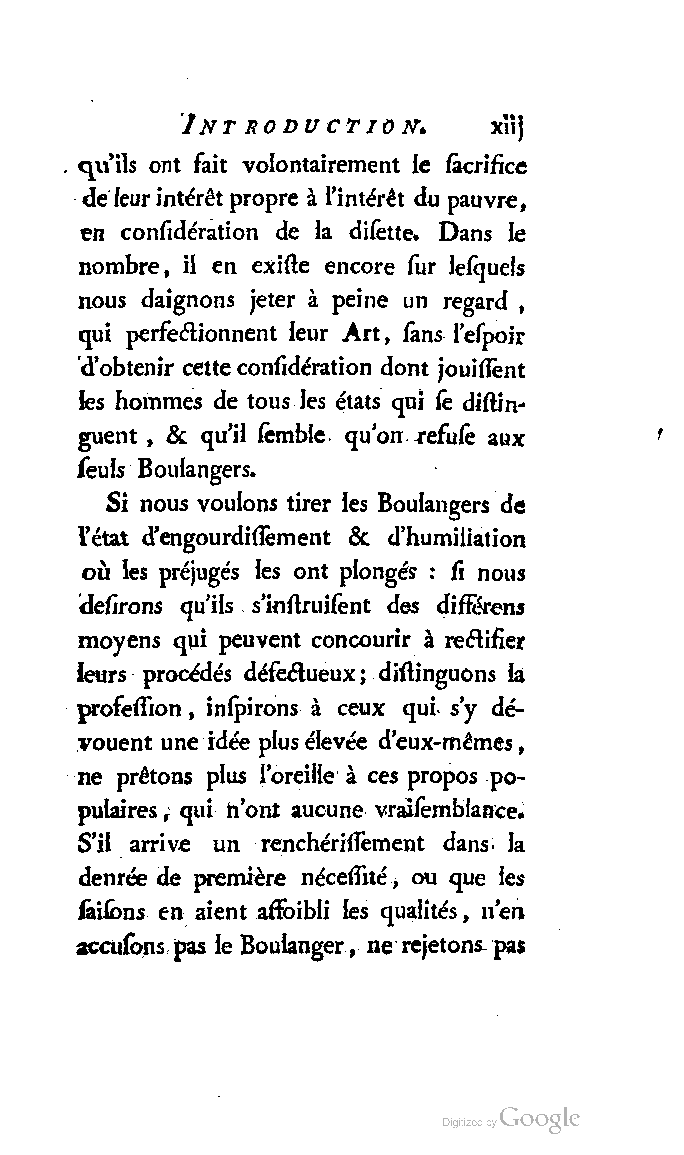 INTRODUCTION. xiij
qu'ils ont fait volontairement le ſacrifice
de leur intérêt propre à l'intérêt du pauvre,
en conſidération de la diſette. Dans le
nombre, il en exiſte encore ſur leſquels
nous daignons jeter à peine un regard,
qui perfectionnent leur Art, ſans l'eſpoir
d'obtenir cette conſidération dont jouiſſent
les hommes de tous les états qui ſe diſtin-
guent, & qu'il ſemble qu'on refuſe aux
ſeuls Boulangers.
Si nous voulons tirer les Boulangers de
l'état d'engourdiſſement & d'humiliation
où les préjugés les ont plongés : ſi nous
deſirons qu'ils s'inſtruiſent des différens
moyens qui peuvent concourir à rectifier
leurs procédés défectueux; diſtinguons la
profeſſion, inſpirons à ceux qui s'y dé-
vouent une idée plus élevée d'eux-mêmes,
ne prêtons plus l'oreille à ces propos po-
pulaires, qui n'ont aucune vraiſemblance.
S'il arrive un renchériſſement dans la
denrée de première néceſſité, ou que les
ſaiſons en aient affoibli les qualités, n'en
accuſons pas le Boulanger, ne rejetons pas
Digitized by Google